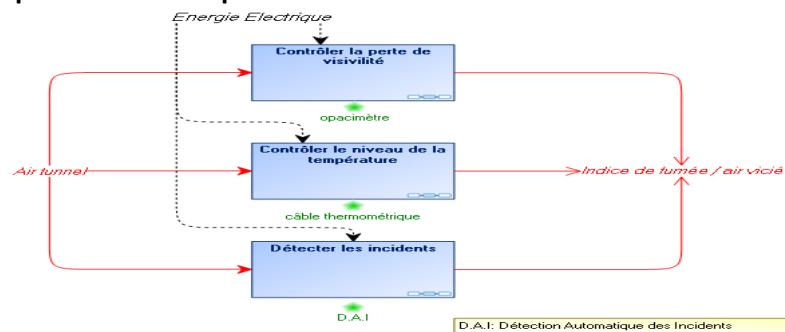 Energie Electrique
Contrôler la perte de
visivilité
opacimètre
Contrôler le niveau de la
température
Air tunnel
Indice de fumée / air vicié
câble thermométrique
Détecter les incidents
D.A.I
D.A.I: Détection Automatique des Incidents